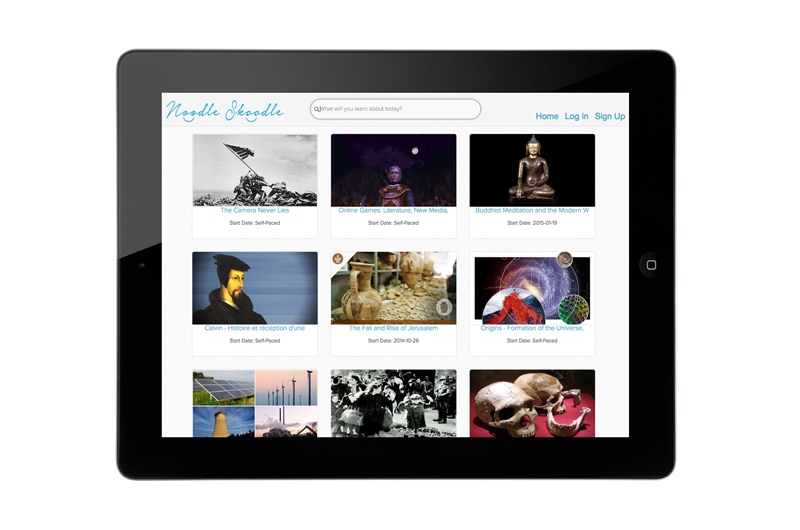 Noodle Skoodle
What will you learn about today?
Home Log In Sign Up
The Camera Never Lies
Start Date: Self-Paced
Online Games: Literature, New Media,
Start Date: Self-Paced
Buddhist Meditation and the Modern W
Start Date: 2015-01-19
Calvin - Histoire et réception d'une
Start Date: Self-Paced
The Fall and Rise of Jerusalem
Start Date: 2014-10-26
Origins - Formation of the Universe,
Start Date: Self-Paced